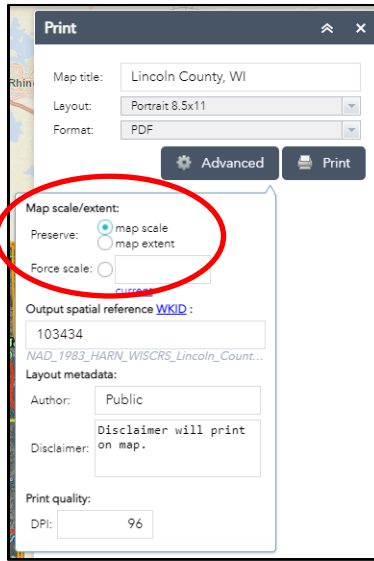 Print
Rhin
Map title: Lincoln County, WI
Layout: Portrait 8.5x11
Format: PDF
Advanced Print
Map scale/extent:
Preserve: map scale
map extent
Force scale:
current
Output spatial reference WKID :
103434
NAD_1983_HARN_WISCRS_Lincoln_Count...
Layout metadata:
Author: Public
Disclaimer: Disclaimer will print
on map.
Print quality:
DPI: 96